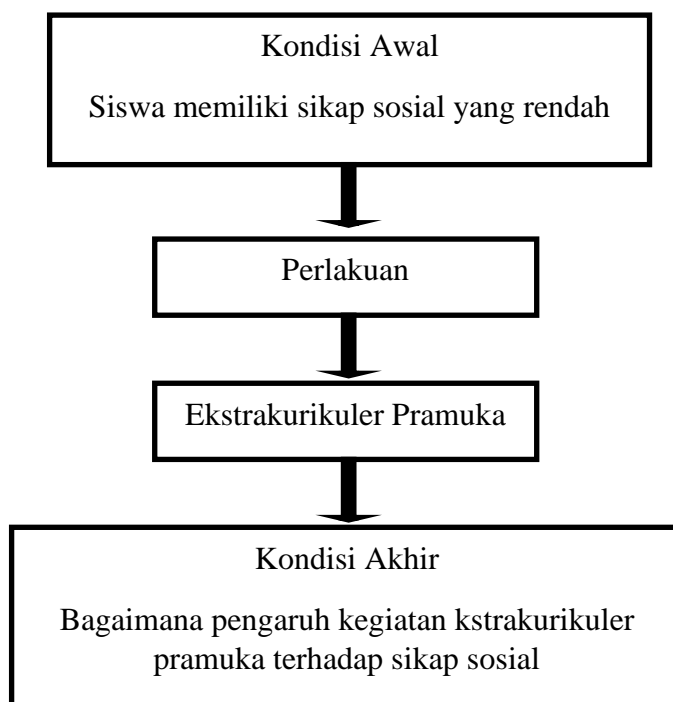 Kondisi Awal
Siswa memiliki sikap sosial yang rendah
Perlakuan
Ekstrakurikuler Pramuka
Kondisi Akhir
Bagaimana pengaruh kegiatan kstrakurikuler
pramuka terhadap sikap sosial